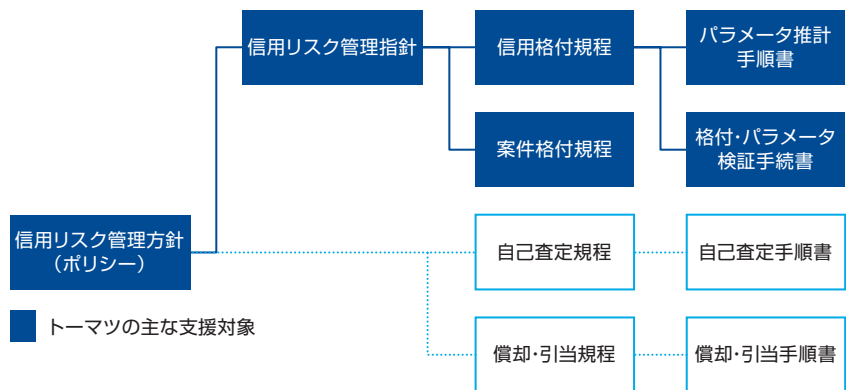 信用リスク管理指針
信用格付規程
パラメータ推計
手順書
案件格付規程
格付・パラメータ
検証手続書
信用リスク管理方針
（ポリシー）
自己査定規程
自己査定手順書
トーマツの主な支援対象
償却・引当規程
償却・引当手順書